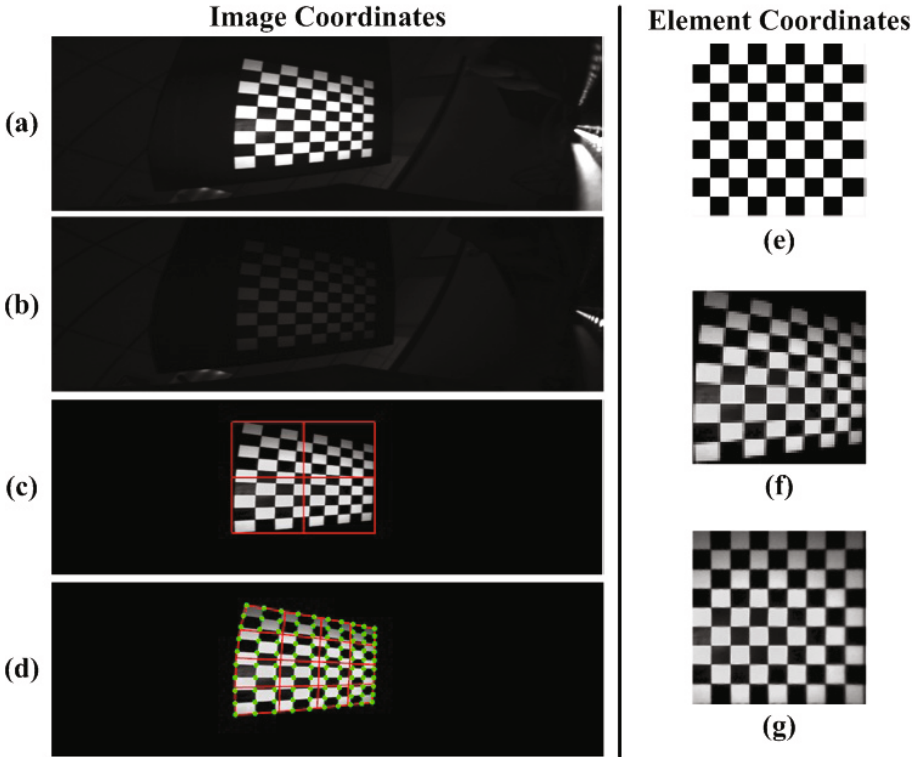 Image Coordinates
Element Coordinates
(a)
(b)
(c)
(d)
(e)
(f)
(g)